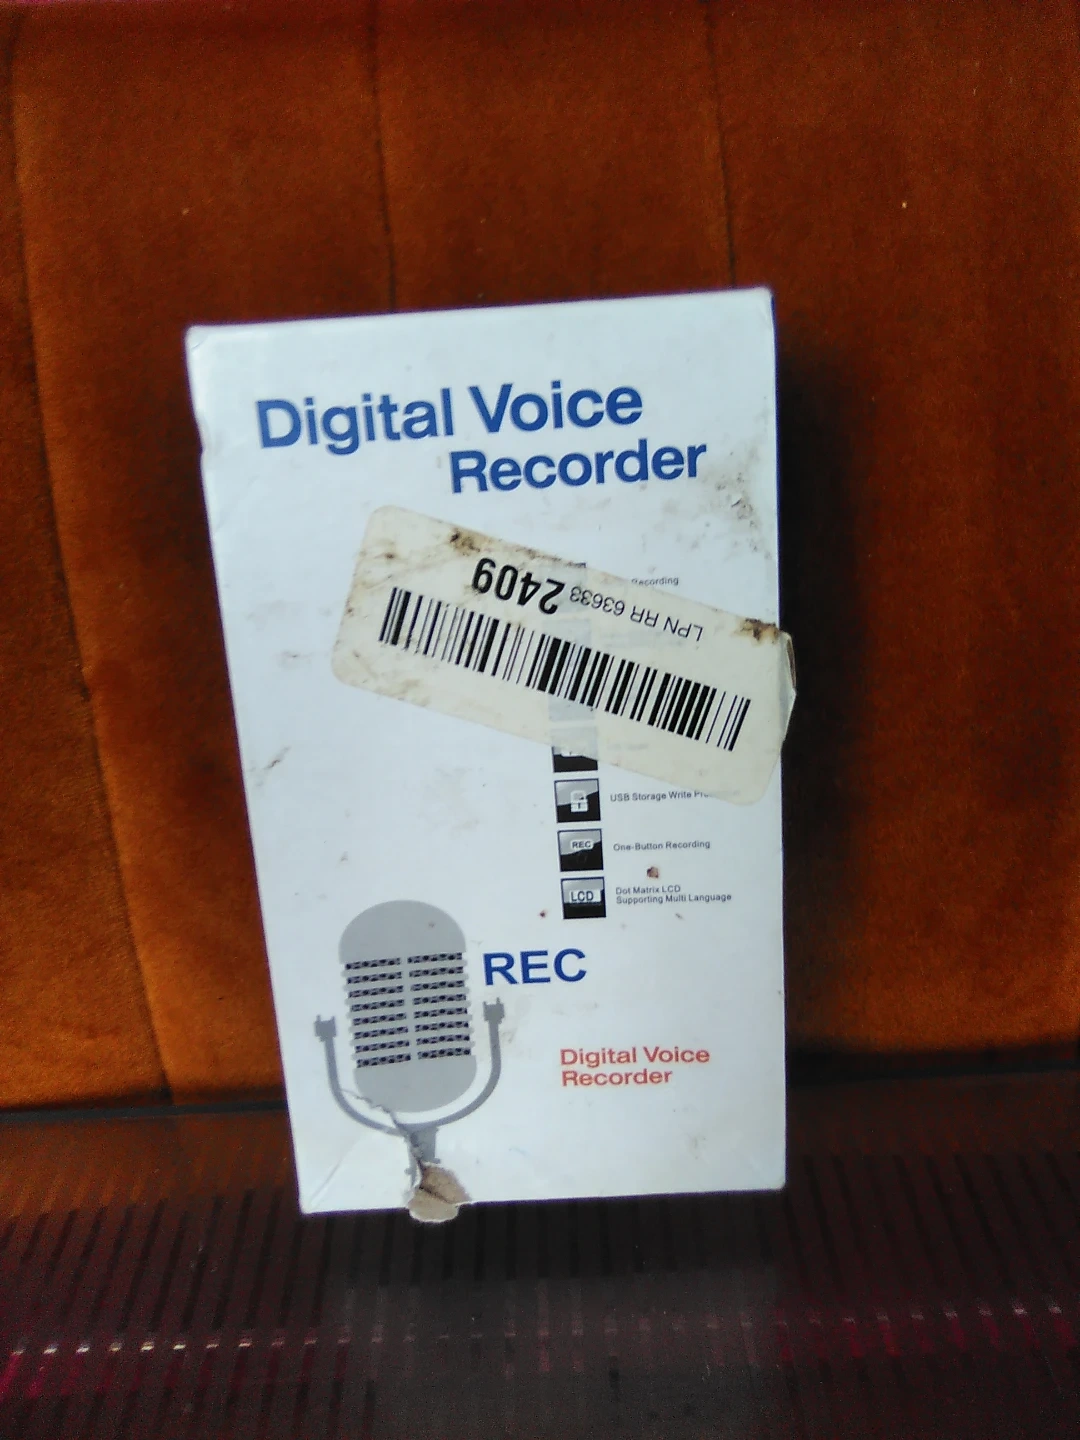 Digital Voice
Recorder
Recording
LPN RR 63633 2409
USB Storage Write
REC
One-Button Recording
LCD
Dot Matrix LCD
Supporting Multi Language
REC
Digital Voice
Recorder